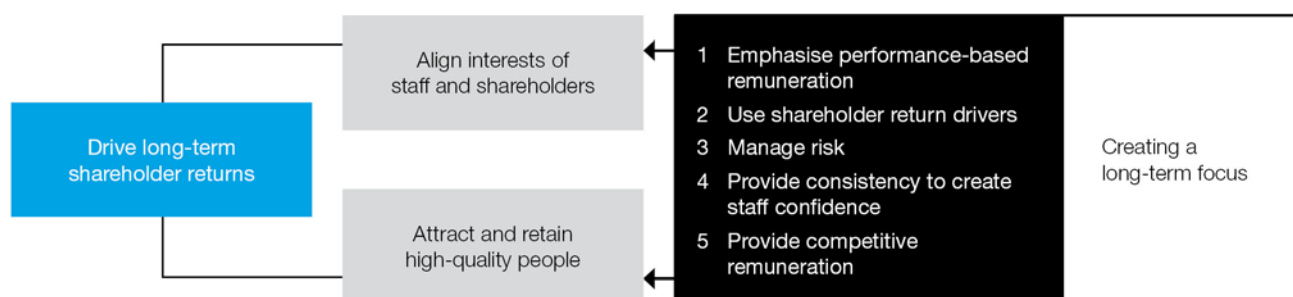 Drive long-term
shareholder returns
Align interests of
staff and shareholders
Attract and retain
high-quality people
1 Emphasise performance-based
remuneration
2 Use shareholder return drivers
3 Manage risk
4 Provide consistency to create
staff confidence
5 Provide competitive
remuneration
Creating a
long-term focus